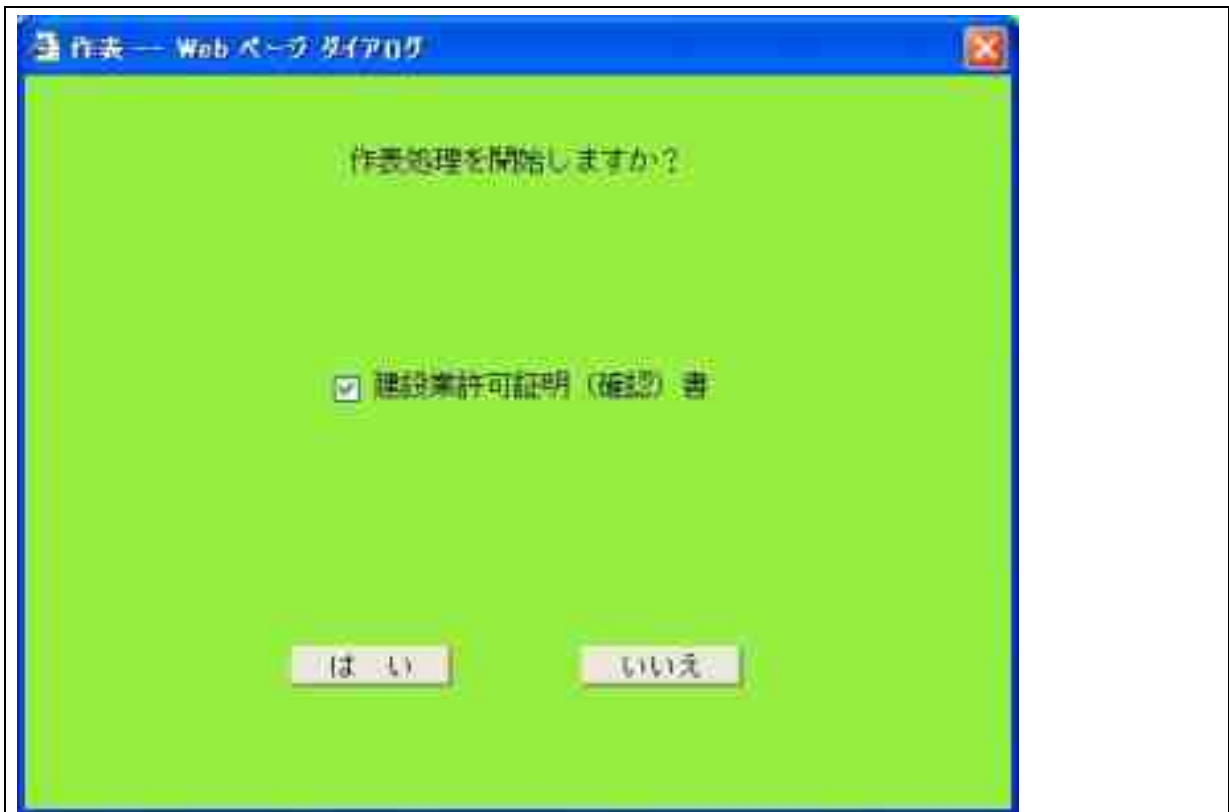 作表 -- Web ページ ダイアログ
作表処理を開始しますか？
建設業許可証明（確認）書
は い
いいえ